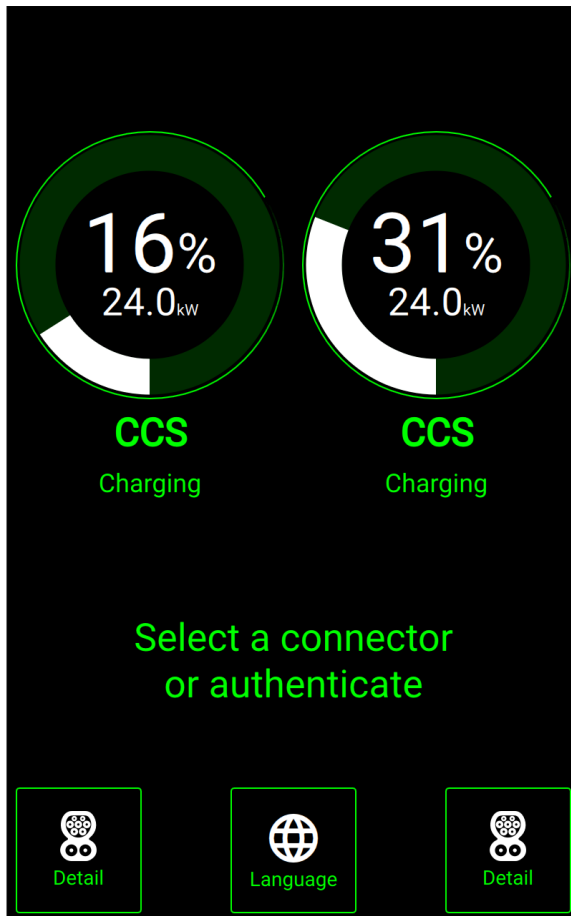 16%
24.0kW
CCS
Charging
31%
24.0kW
CCS
Charging
Select a connector
or authenticate
Detail
Language
Detail